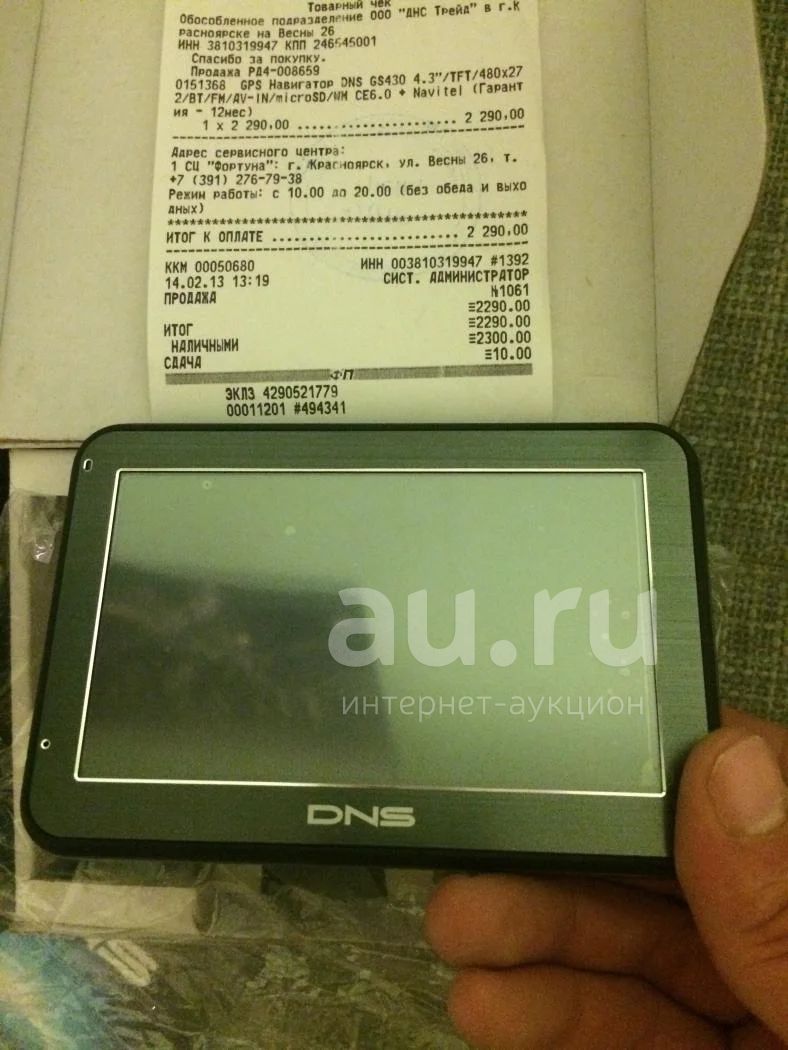 Товарный чек
Обособленное подразделение ООО "ДНС Трейд" в г.К
расноярске на Весны 26
ИНН 3810319947 КПП 246545001
Спасибо за покупку.
Продажа РД4-008659
0151368 GPS Навигатор DNS GS430 4.3"/TFT/480x27
2/BT/FM/AV-IN/microSD/WM CE6.0 + Navitel (Гарант
ия - 12мес)
1 x 2 290,00 .................... 2 290,00
Адрес сервисного центра:
1 СЦ "Фортуна": г. Красноярск, ул. Весны 26, т.
+7 (391) 276-79-38
Режим работы: с 10.00 до 20.00 (без обеда и выхо
дных)
ИТОГ К ОПЛАТЕ ....................... 2 290,00
ККМ 00050680 ИНН 003810319947 #1392
14.02.13 13:19 СИСТ. АДМИНИСТРАТОР
ПРОДАЖА №1061
≡2290.00
ИТОГ ≡2290.00
НАЛИЧНЫМИ ≡2300.00
СДАЧА ≡10.00
ФП
ЭКЛЗ 4290521779
00011201 #494341
au.ru
интернет-аукцион
DNS